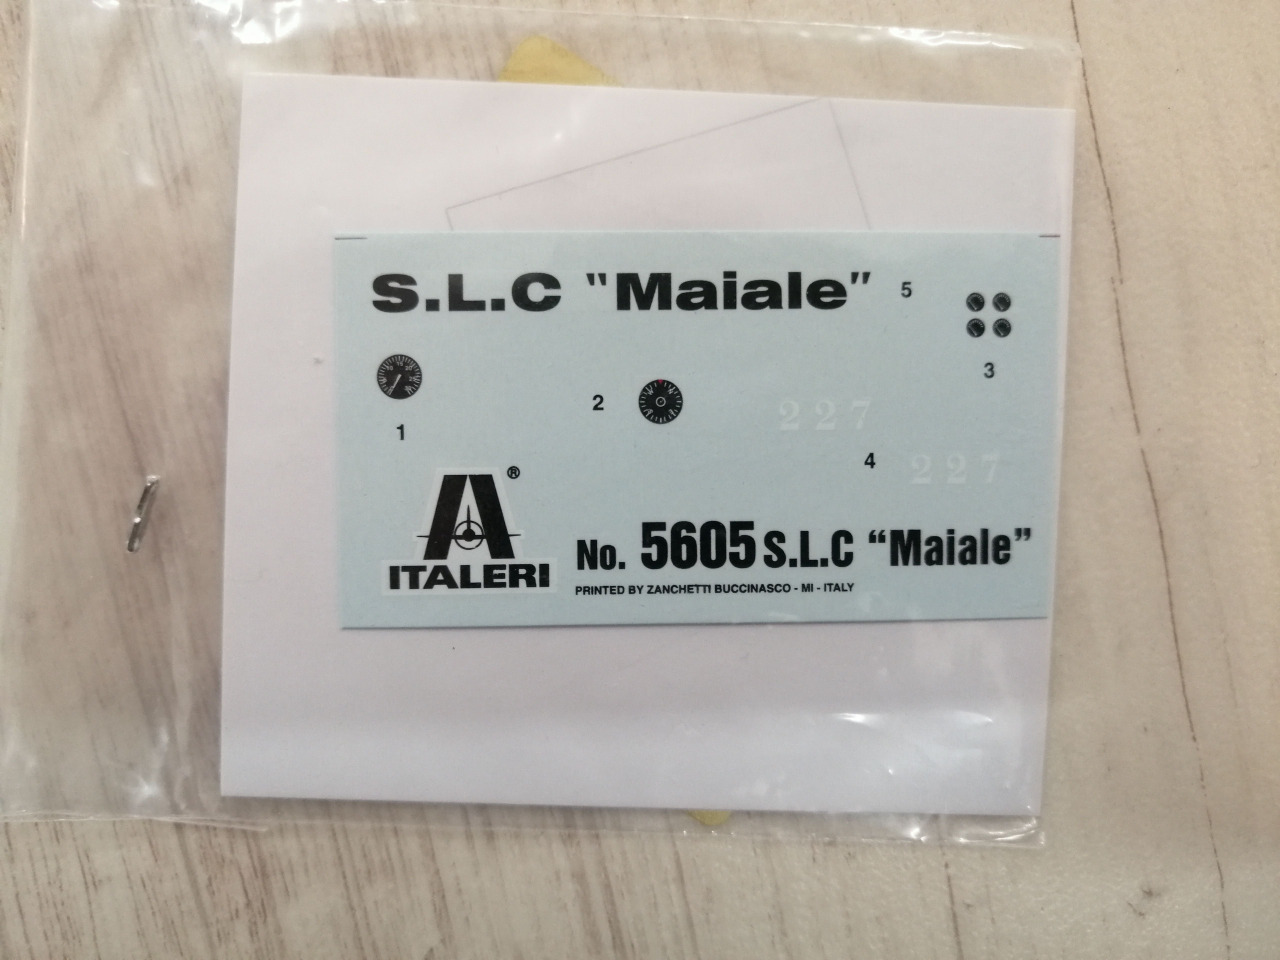 S.L.C "Maiale" 5
3
1
2
227
4 227
®
ITALERI
No. 5605 S.L.C “Maiale”
PRINTED BY ZANCHETTI BUCCINASCO - MI - ITALY